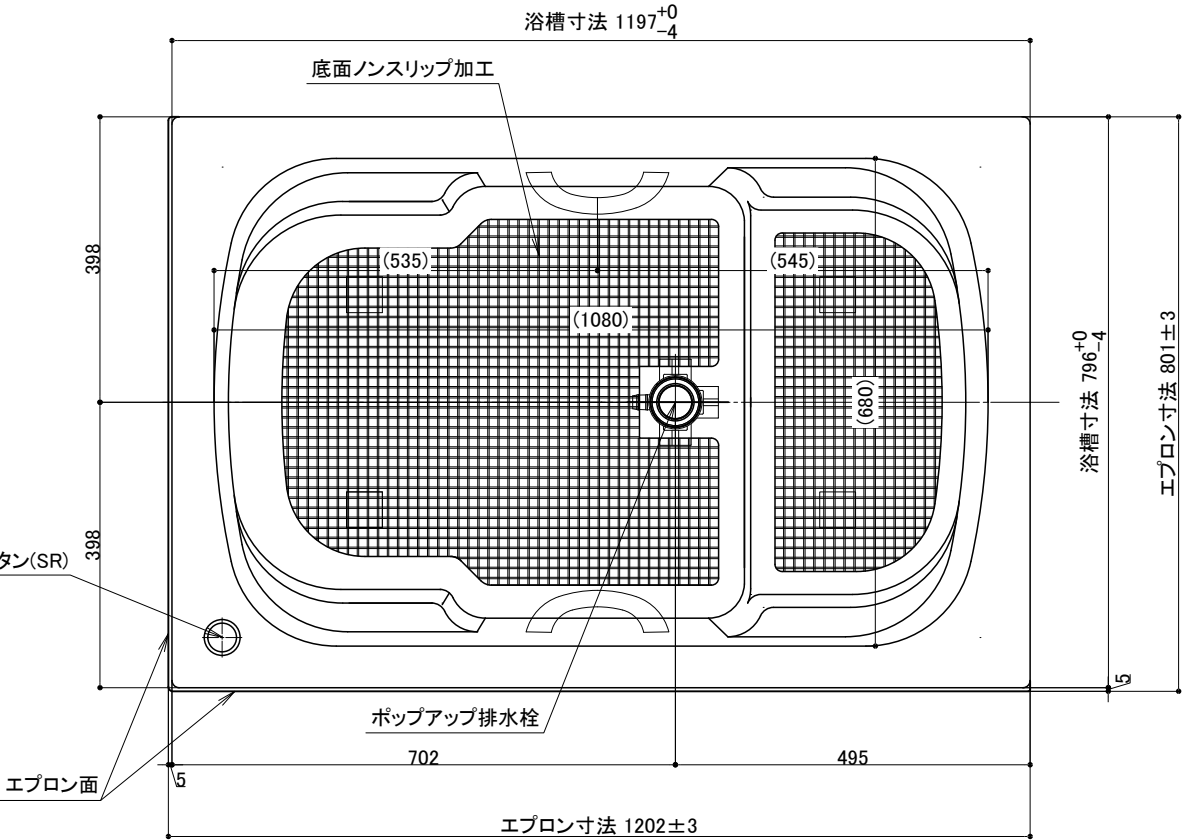 浴槽寸法 1197 +0 -4
底面ノンスリップ加工
398
(535)
(545)
(1080)
(680)
浴槽寸法 796 +0 -4
エプロン寸法 801±3
398
タン(SR)
5
ポップアップ排水栓
702
495
エプロン面
5
エプロン寸法 1202±3